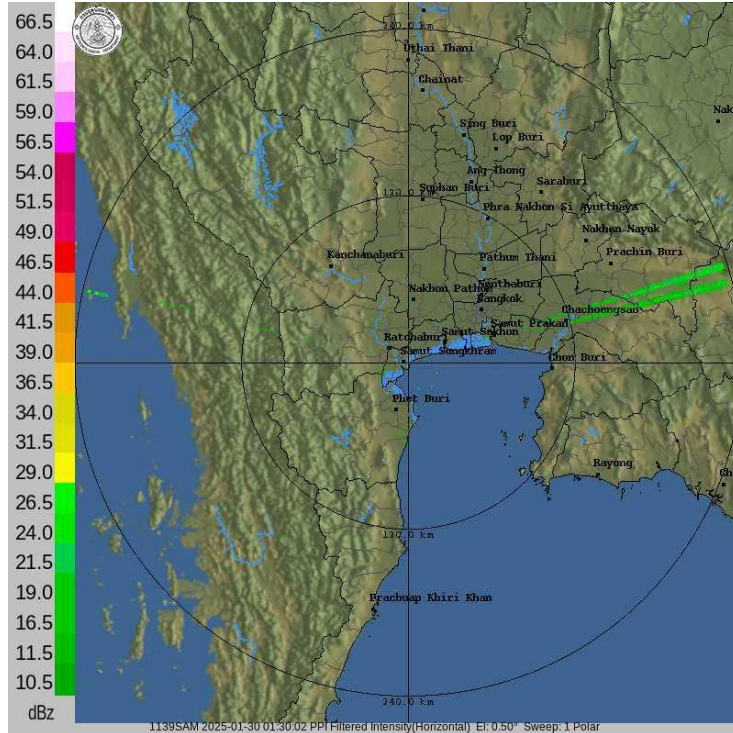 66.5
64.0
61.5
59.0
56.5
54.0
51.5
49.0
46.5
44.0
41.5
39.0
36.5
34.0
31.5
29.0
26.5
24.0
21.5
19.0
16.5
11.5
10.5
dBz
240.0 km
Uthai Thani
Chainat
Nak
Sing Buri
Lop Buri
Ang Thong
120.0 km
Suphan Buri
Saraburi
Phra Nakhon Si Ayutthaya
Nakhon Nayok
Kanchanaburi
Pathum Thani
Prachin Buri
Nonthaburi
Nakhon Pathom
Bangkok
Chachoengsao
Samut Prakan
Samut Sakhon
Ratchaburi
Samut Songkhram
Chon Buri
Phet Buri
Rayong
Ch
120.0 km
Prachuap Khiri Khan
240.0 km
1139SAM 2025-01-30 01:30:02 PPI Filtered Intensity(Horizontal) El: 0.50° Sweep: 1 Polar